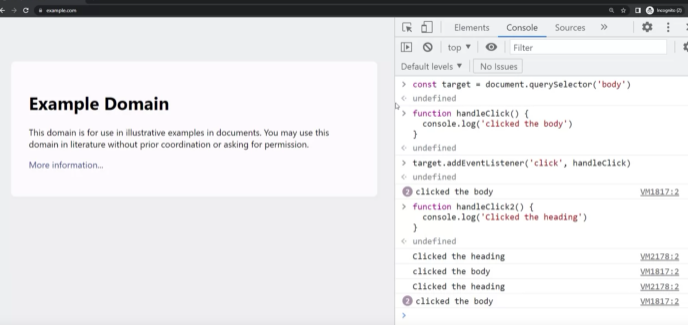 example.com
Incognito (2)
Elements Console Sources »
top ▼ Filter
Default levels ▼ No Issues
Example Domain
This domain is for use in illustrative examples in documents. You may use this
domain in literature without prior coordination or asking for permission.
More information...
> const target = document.querySelector('body')
< undefined
> function handleClick() {
console.log('clicked the body')
}
< undefined
> target.addEventListener('click', handleClick)
< undefined
2 clicked the body VM1817:2
> function handleClick2() {
console.log('Clicked the heading')
}
< undefined
Clicked the heading VM2178:2
clicked the body VM1817:2
Clicked the heading VM2178:2
2 clicked the body VM1817:2
>